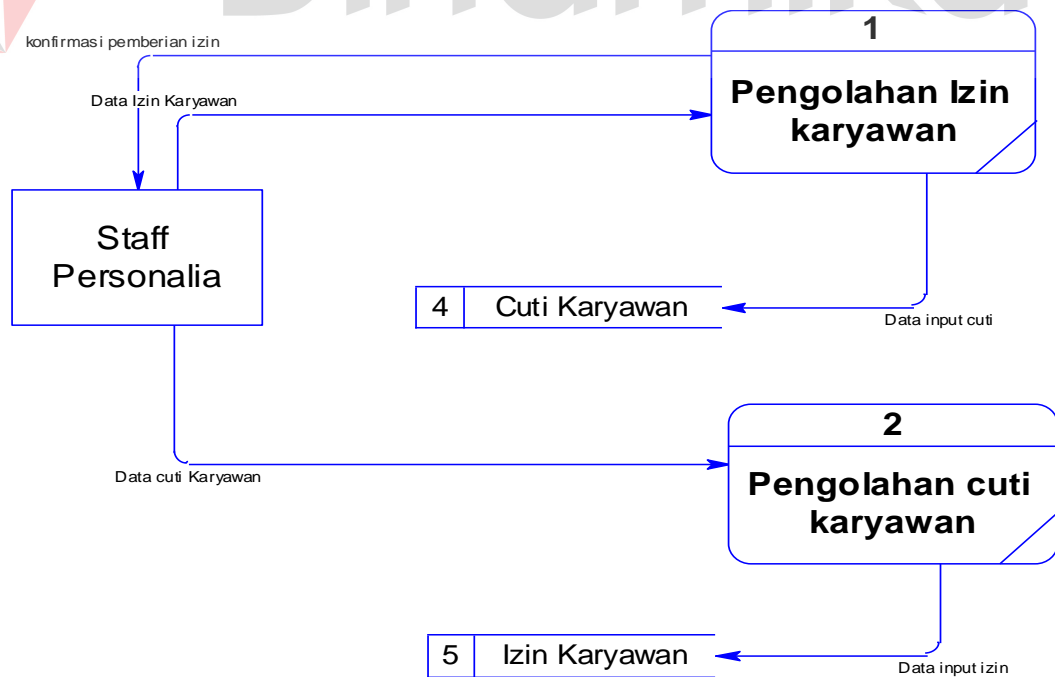 konfirmasi pemberian izin
1
Data Izin Karyawan
Pengolahan Izin
karyawan
Staff
Personalia
4 Cuti Karyawan
Data input cuti
2
Data cuti Karyawan
Pengolahan cuti
karyawan
5 Izin Karyawan
Data input izin